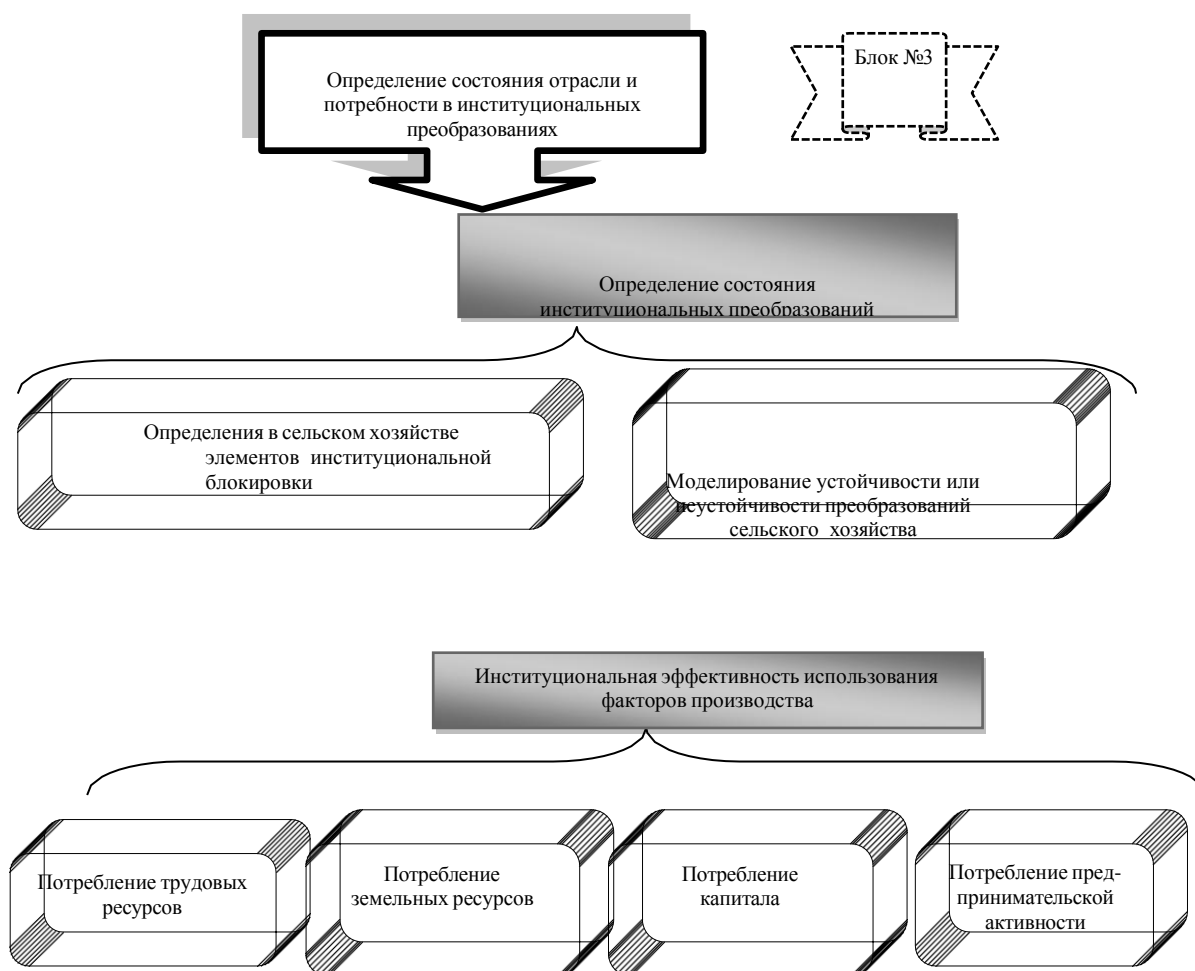 Определение состояния отрасли и
потребности в институциональных
преобразованиях
Блок №3
Определение состояния
институциональных преобразований
Определения в сельском хозяйстве
элементов институциональной
блокировки
Моделирование устойчивости или
неустойчивости преобразований
сельского хозяйства
Институциональная эффективность использования
факторов производства
Потребление трудовых
ресурсов
Потребление
земельных ресурсов
Потребление
капитала
Потребление пред-
принимательской
активности